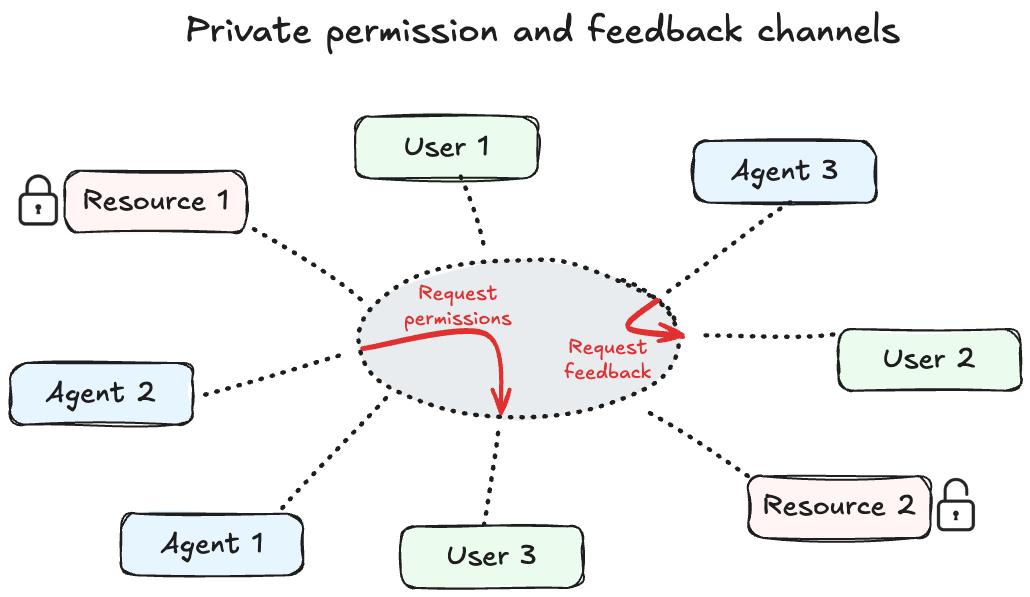 Private permission and feedback channels
User 1
Agent 3
Resource 1
Request
permissions
Request
feedback
User 2
Agent 2
Resource 2
Agent 1
User 3